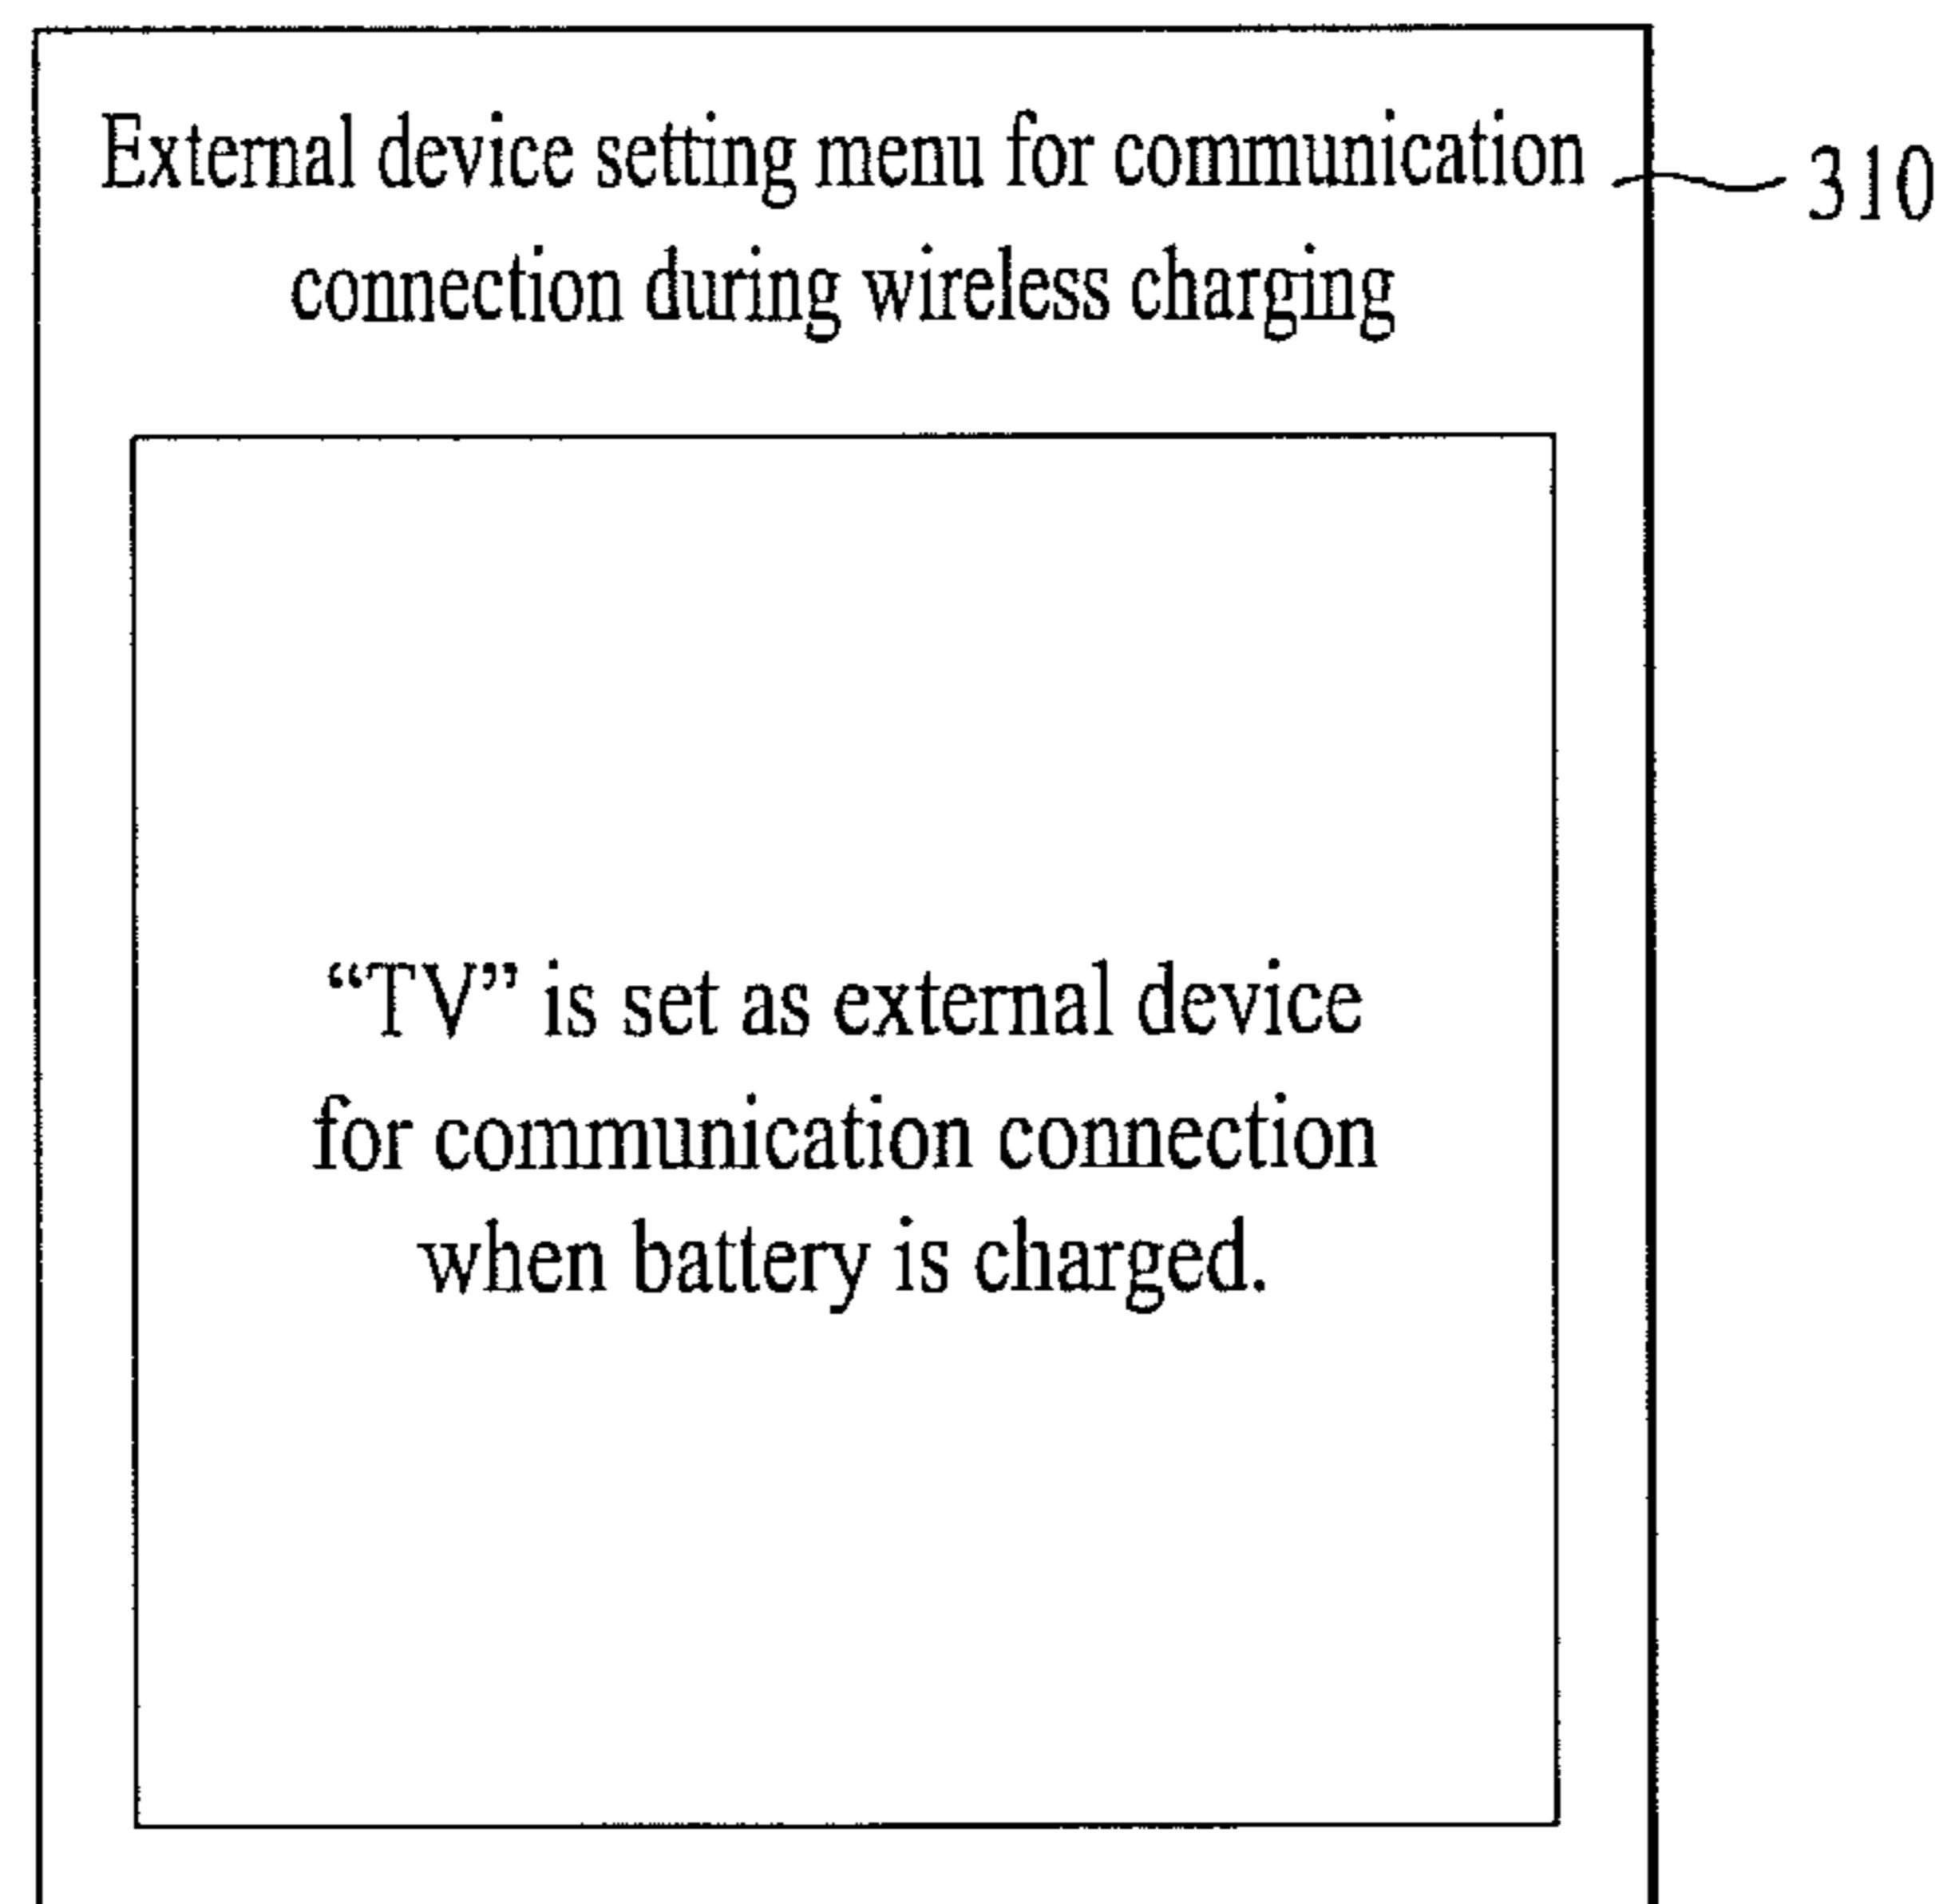 External device setting menu for communication 310
connection during wireless charging
“TV” is set as external device
for communication connection
when battery is charged.